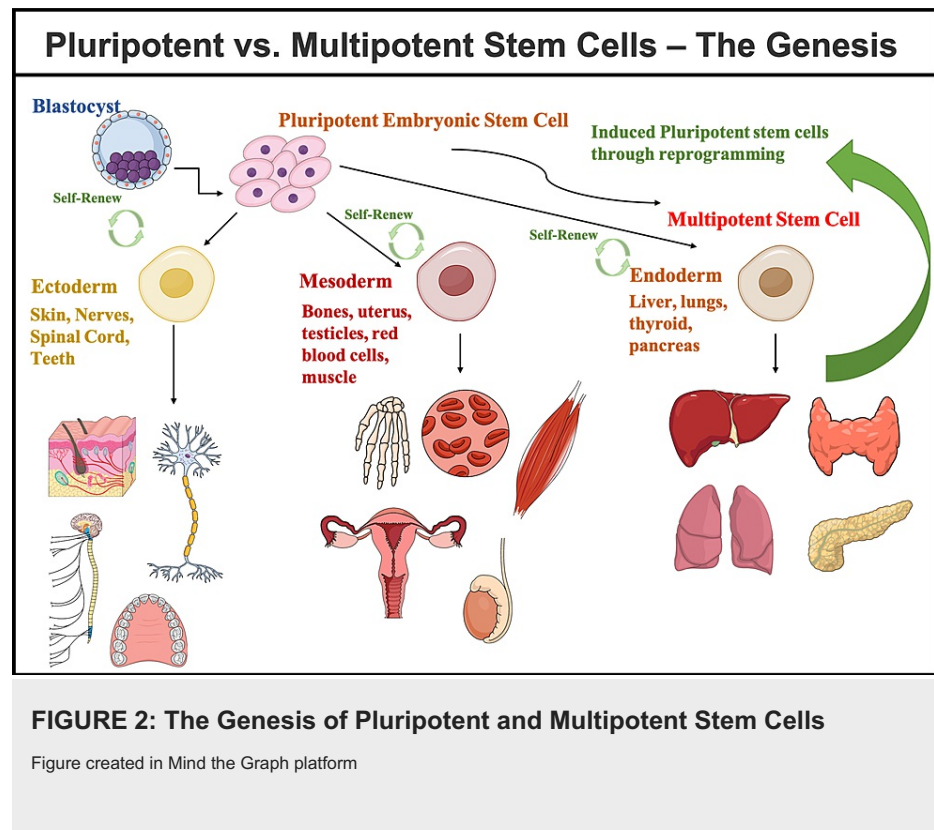 Pluripotent vs. Multipotent Stem Cells – The Genesis
Blastocyst
Pluripotent Embryonic Stem Cell
Induced Pluripotent stem cells
through reprogramming
Self-Renew
Self-Renew
Self-Renew
Multipotent Stem Cell
Ectoderm
Skin, Nerves,
Spinal Cord,
Teeth
Mesoderm
Bones, uterus,
testicles, red
blood cells,
muscle
Endoderm
Liver, lungs,
thyroid,
pancreas
FIGURE 2: The Genesis of Pluripotent and Multipotent Stem Cells
Figure created in Mind the Graph platform